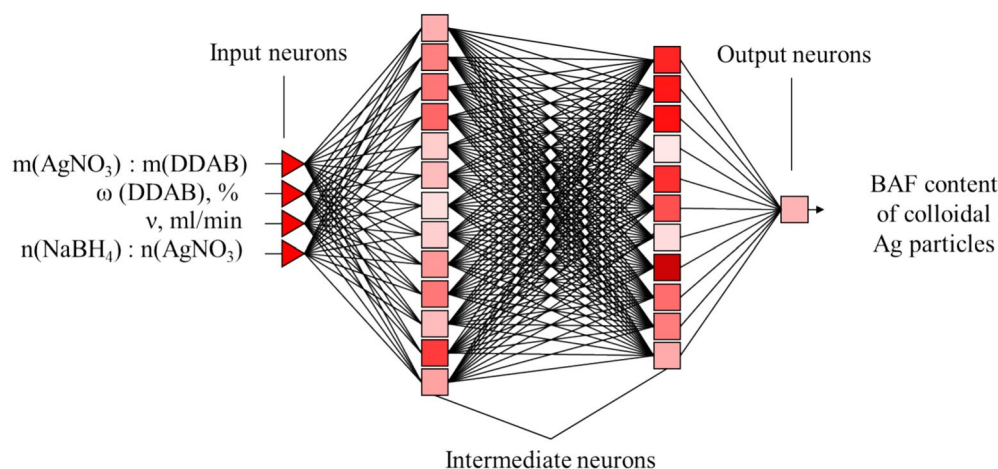 Input neurons
Output neurons
m(AgNO₃) : m(DDAB)
ω (DDAB), %
ν, ml/min
n(NaBH₄) : n(AgNO₃)
BAF content
of colloidal
Ag particles
Intermediate neurons